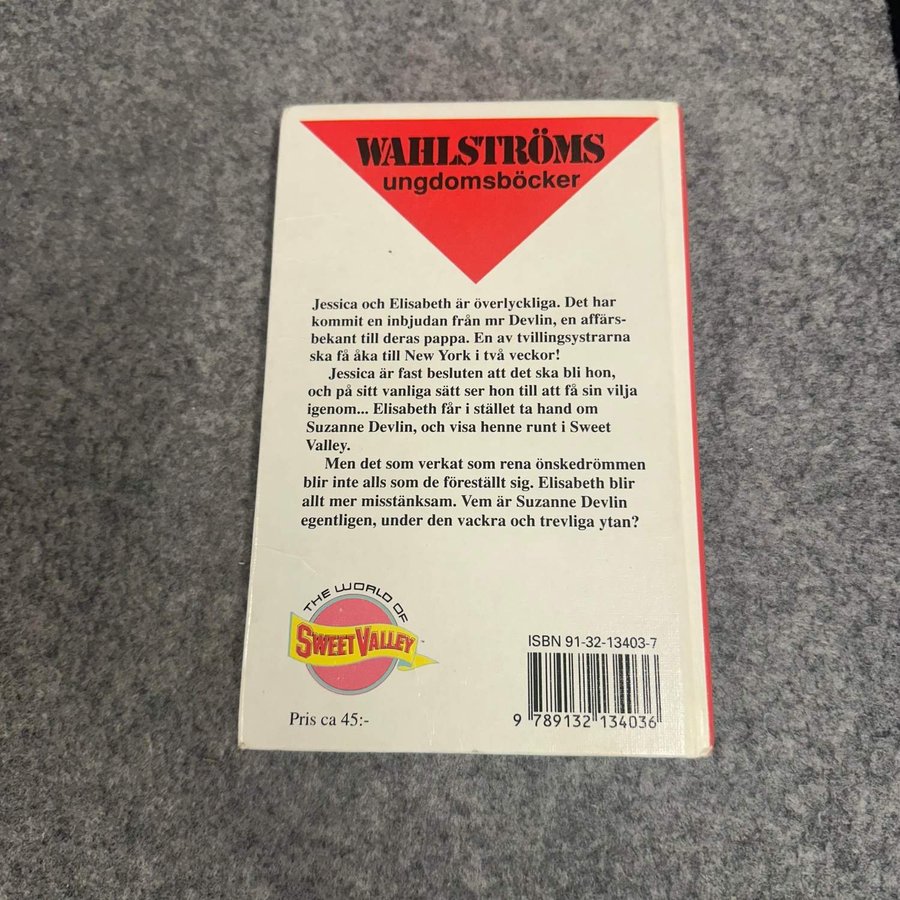 WAHLSTRÖMS
ungdomsböcker
Jessica och Elisabeth är överlyckliga. Det har
kommit en inbjudan från mr Devlin, en affärs-
bekant till deras pappa. En av tvillingsystrarna
ska få åka till New York i två veckor!
Jessica är fast besluten att det ska bli hon,
och på sitt vanliga sätt ser hon till att få sin vilja
igenom... Elisabeth får i stället ta hand om
Suzanne Devlin, och visa henne runt i Sweet
Valley.
Men det som verkat som rena önskedrömmen
blir inte alls som de föreställt sig. Elisabeth blir
allt mer misstänksam. Vem är Suzanne Devlin
egentligen, under den vackra och trevliga ytan?
THE WORLD OF
SWEET VALLEY™
Pris ca 45:-
ISBN 91-32-13403-7
9 789132 134036